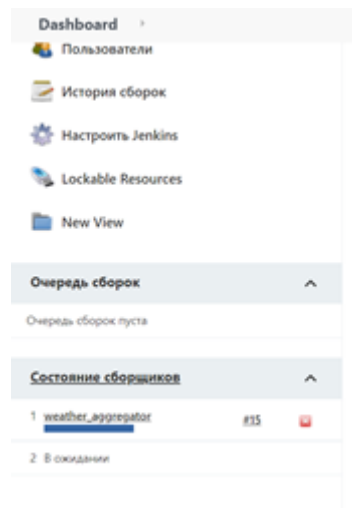 Dashboard
Пользователи
История сборок
Настроить Jenkins
Lockable Resources
New View
Очередь сборок
Очередь сборок пуста
Состояние сборщиков
1 weather_aggregator #15
2 В ожидании